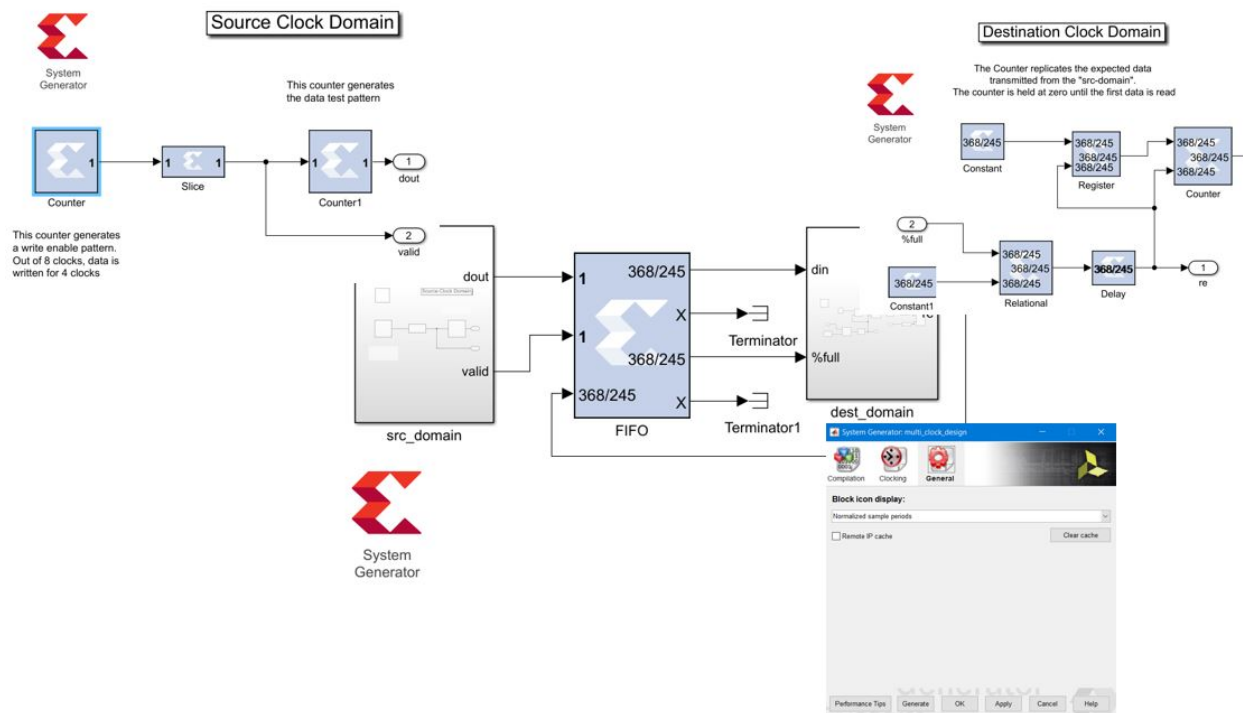 Source Clock Domain
System
Generator
This counter generates
the data test pattern
1
Counter
1
1
Slice
1
1
Counter1
1
dout
2
valid
This counter generates
a write enable pattern.
Out of 8 clocks, data is
written for 4 clocks
Source Clock Domain
dout
valid
src_domain
1
1
368/245
368/245
X
368/245
X
FIFO
Terminator
Terminator1
din
%full
dest_domain
System
Generator
Destination Clock Domain
The Counter replicates the expected data
transmitted from the "src-domain".
The counter is held at zero until the first data is read
System
Generator
368/245
Constant
368/245
368/245
368/245
Register
368/245
368/245
368/245
Counter
2
%full
368/245
Constant1
368/245
368/245
368/245
Relational
368/245
Delay
1
re
System Generator: multi_clock_design
Compilation
Clocking
General
Block icon display:
Normalized sample periods
Remote IP cache
Clear cache
Performance Tips
Generate
OK
Apply
Cancel
Help